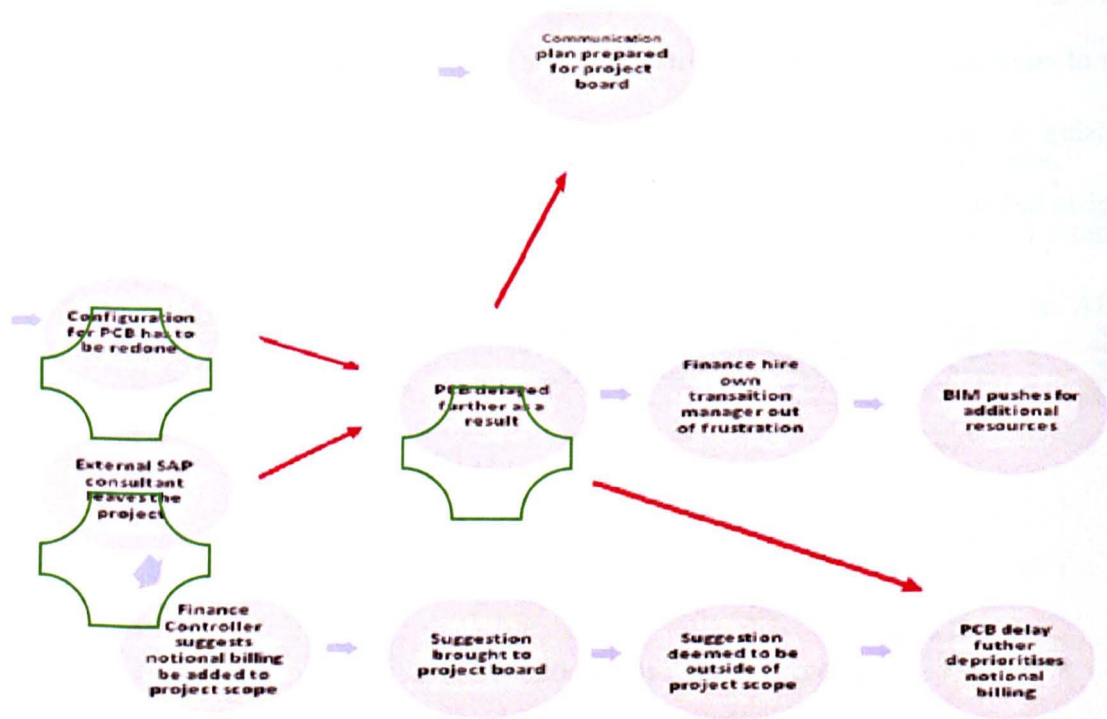 Communication
plan prepared
for project
board
Configuration
for PCB has to
be redone
PCB delayed
further as a
result
Finance hire
own
transaition
manager out
of frustration
BIM pushes for
additional
resources
External SAP
consultant
leaves the
project
Finance
Controller
suggests
notional billing
be added to
project scope
Suggestion
brought to
project board
Suggestion
deemed to be
outside of
project scope
PCB delay
futher
deprioritises
notional
billing